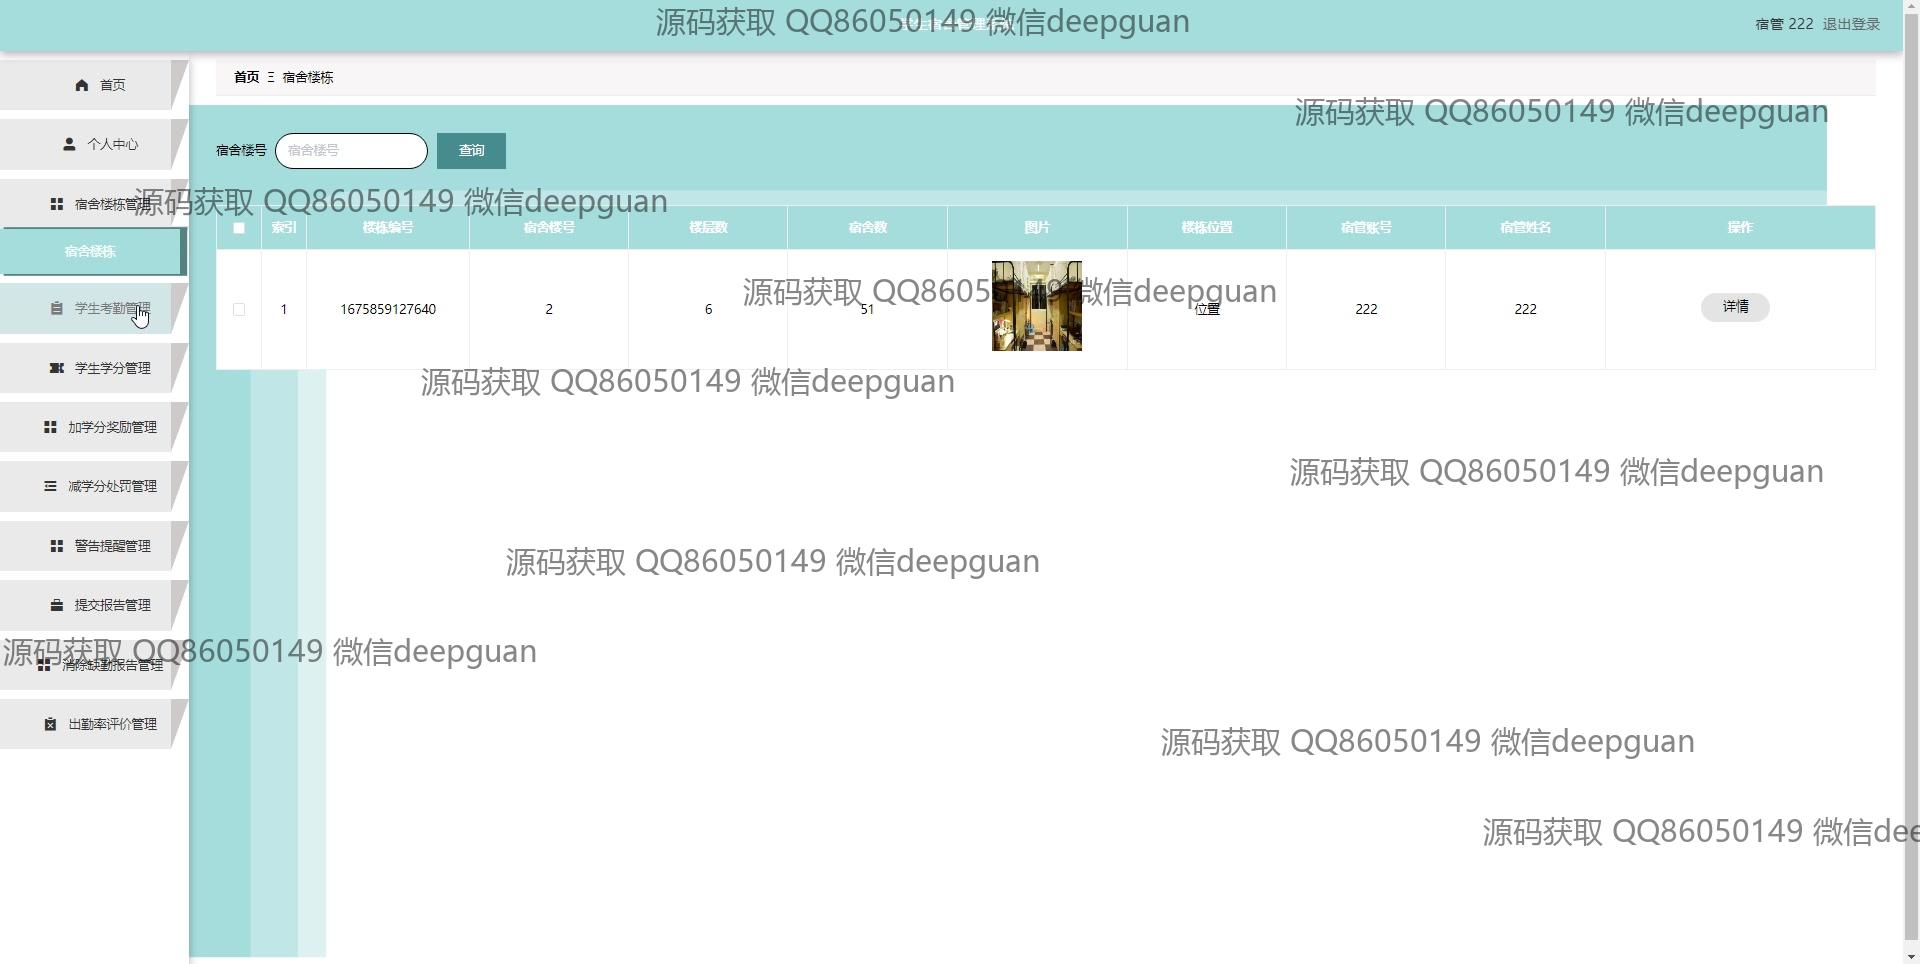 源码获取 QQ86050149 微信deepguan
宿管 222 退出登录
首页
首页 Ξ 宿舍楼栋
源码获取 QQ86050149 微信deepguan
个人中心
宿舍楼号 宿舍楼号 查询
宿舍楼栋管理
源码获取 QQ86050149 微信deepguan
索引 楼栋编号 宿舍楼号 楼层数 宿舍数 图片 楼栋位置 宿管账号 宿管姓名 操作
宿舍楼栋
源码获取 QQ86050149 微信deepguan
学生考勤管理
1 1675859127640 2 6 51 位置 222 222 详情
学生学分管理
源码获取 QQ86050149 微信deepguan
加学分奖励管理
源码获取 QQ86050149 微信deepguan
减学分处罚管理
警告提醒管理
源码获取 QQ86050149 微信deepguan
提交报告管理
源码获取 QQ86050149 微信deepguan
消除缺勤报告管理
出勤率评价管理
源码获取 QQ86050149 微信deepguan
源码获取 QQ86050149 微信dee